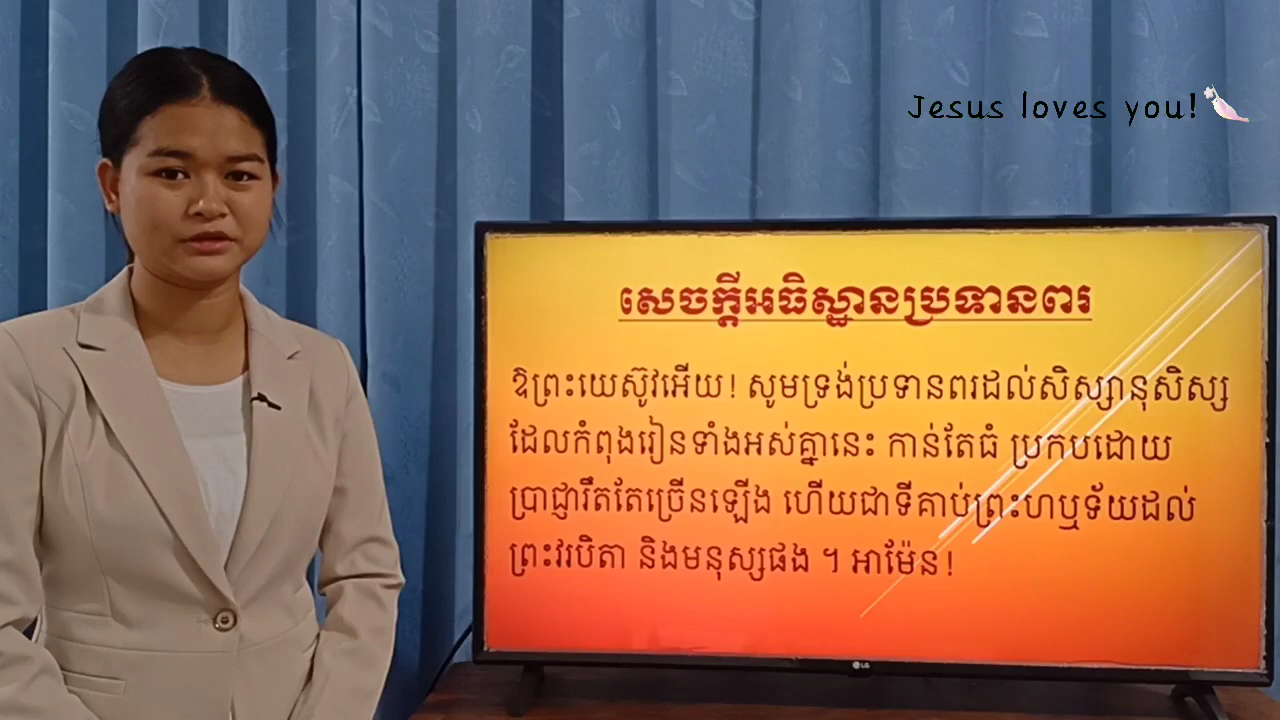 Jesus loves you!
សេចក្ដីអធិស្ឋានប្រទានពរ
ឱព្រះយេស៊ូវអើយ! សូមទ្រង់ប្រទានពរដល់សិស្សានុសិស្ស
ដែលកំពុងរៀនទាំងអស់គ្នានេះ កាន់តែធំ ប្រកបដោយ
ប្រាជ្ញារឹតតែច្រើនឡើង ហើយជាទីគាប់ព្រះហឬទ័យដល់
ព្រះវរបិតា និងមនុស្សផង ។ អាម៉ែន!
LG